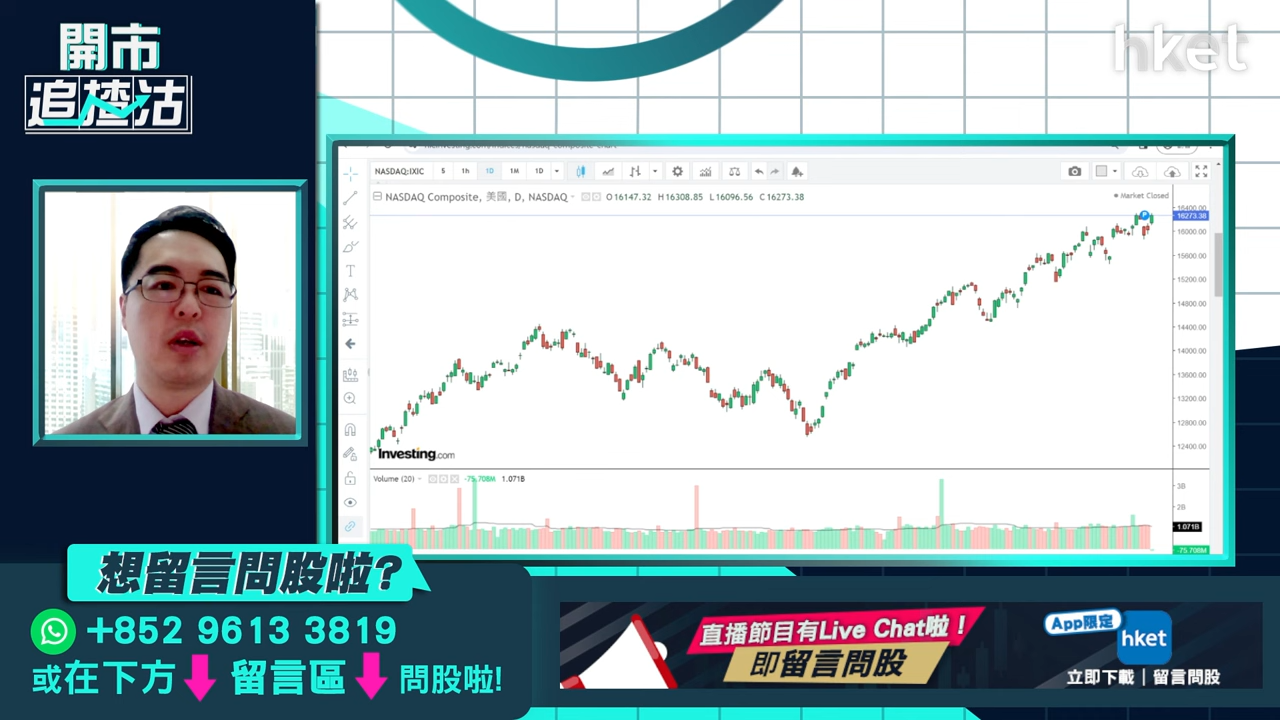 開市
追揸沽
hket
NASDAQ:IXIC
5
1h
1D
1M
1D
NASDAQ Composite, 美國, D, NASDAQ
O16147.32 H16308.85 L16096.56 C16273.38
Market Closed
16400.00
16273.38
16000.00
15600.00
15200.00
14800.00
14400.00
14000.00
13600.00
13200.00
12800.00
12400.00
P
Investing.com
Volume (20)
-75.708M 1.071B
3B
2B
1.071B
-75.708M
想留言問股啦?
+852 9613 3819
或在下方 留言區 問股啦!
直播節目有Live Chat啦!
即留言問股
App限定
hket
立即下載|留言問股